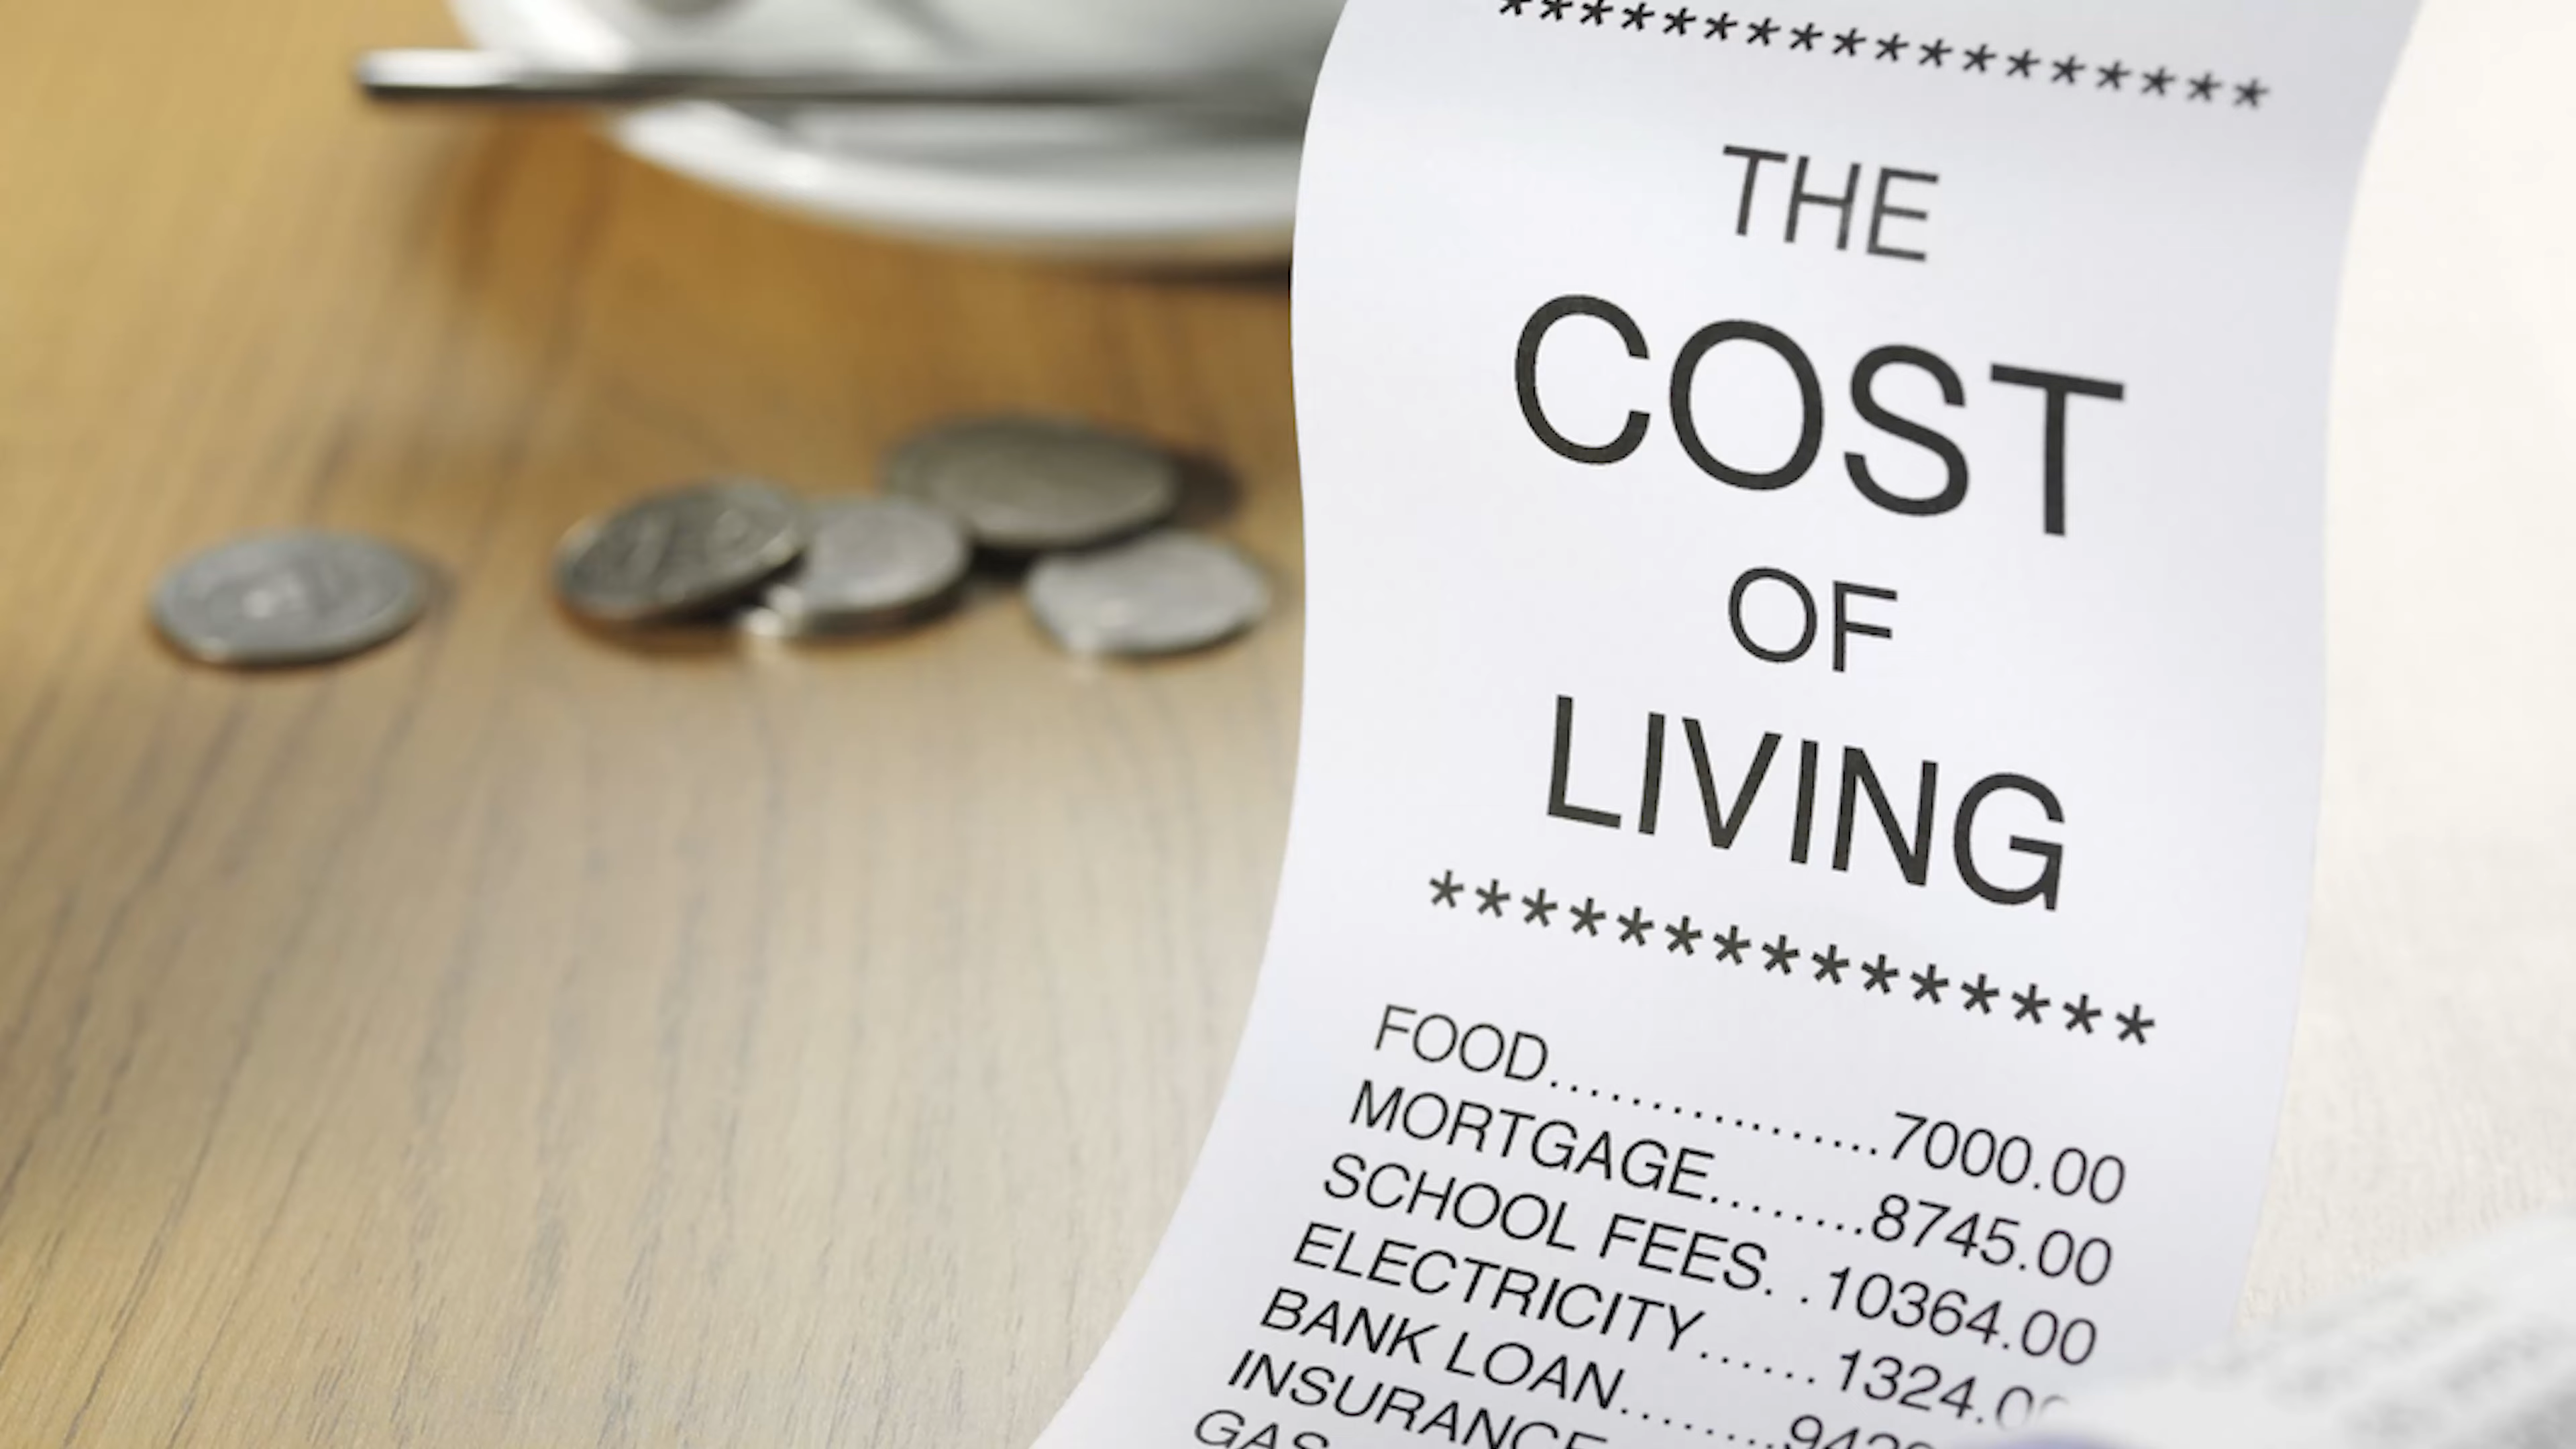 ******************
THE
COST
OF
LIVING
***************
FOOD.................7000.00
MORTGAGE........8745.00
SCHOOL FEES. .10364.00
ELECTRICITY......1324.00
BANK LOAN........
INSURANCE
GAS